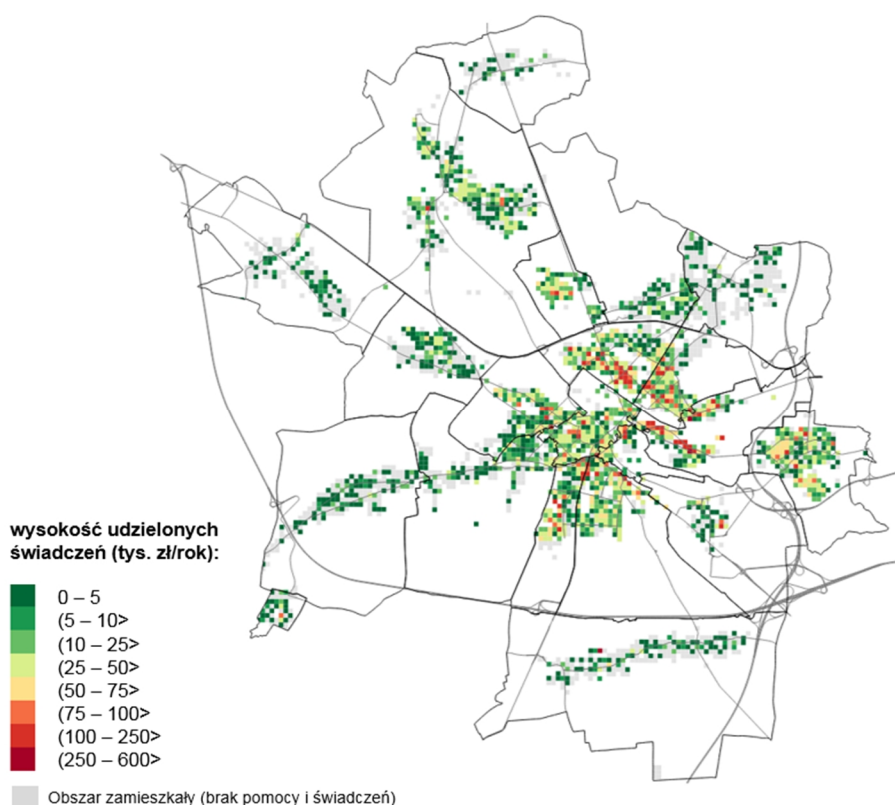 wysokość udzielonych
świadczeń (tys. zł/rok):
0 – 5
(5 – 10>
(10 – 25>
(25 – 50>
(50 – 75>
(75 – 100>
(100 – 250>
(250 – 600>
Obszar zamieszkały (brak pomocy i świadczeń)